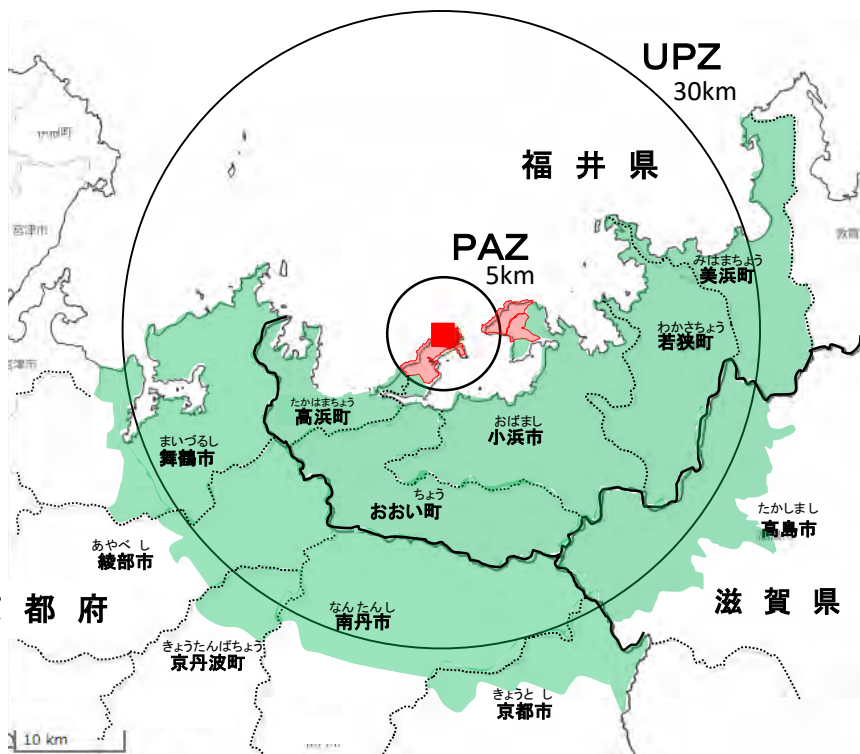 UPZ
30km
福井県
宮津市
PAZ
5km
みはまちょう
美浜町
わかさちょう
若狭町
たかはまちょう
高浜町
おばまし
小浜市
まいづるし
舞鶴市
ちょう
おおい町
たかしまし
高島市
あやべし
綾部市
都府
なんたんし
南丹市
滋賀県
きょうたんばちょう
京丹波町
きょうとし
京都市
10 km